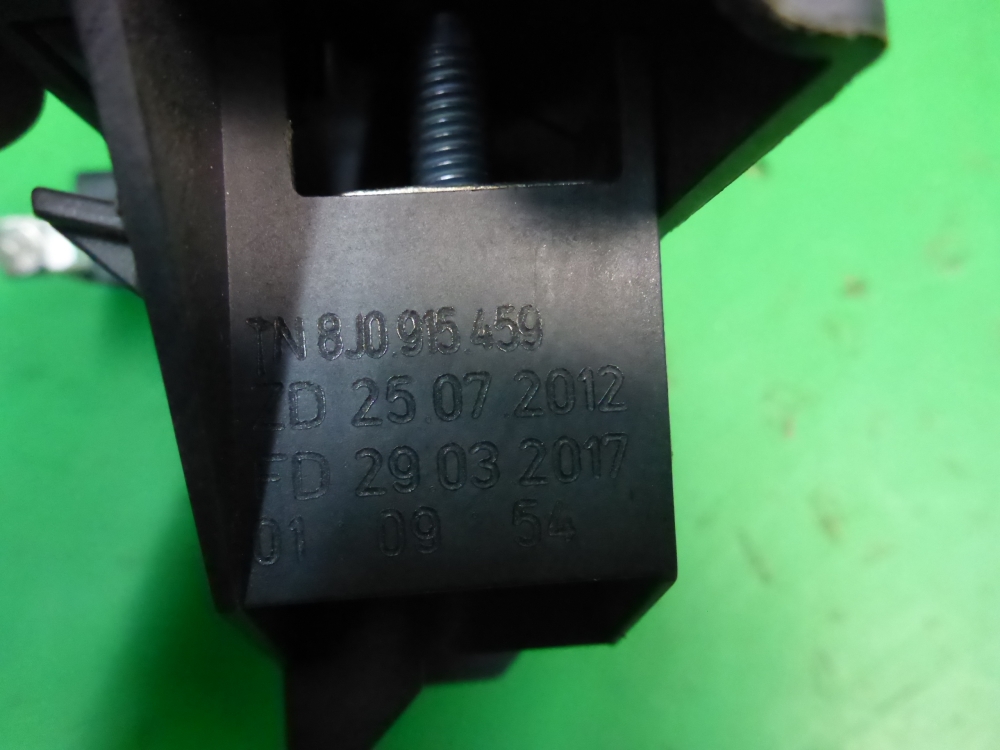 TN 8J0.915.459
ZD 25.07.2012
FD 29.03.2017
01 09 54